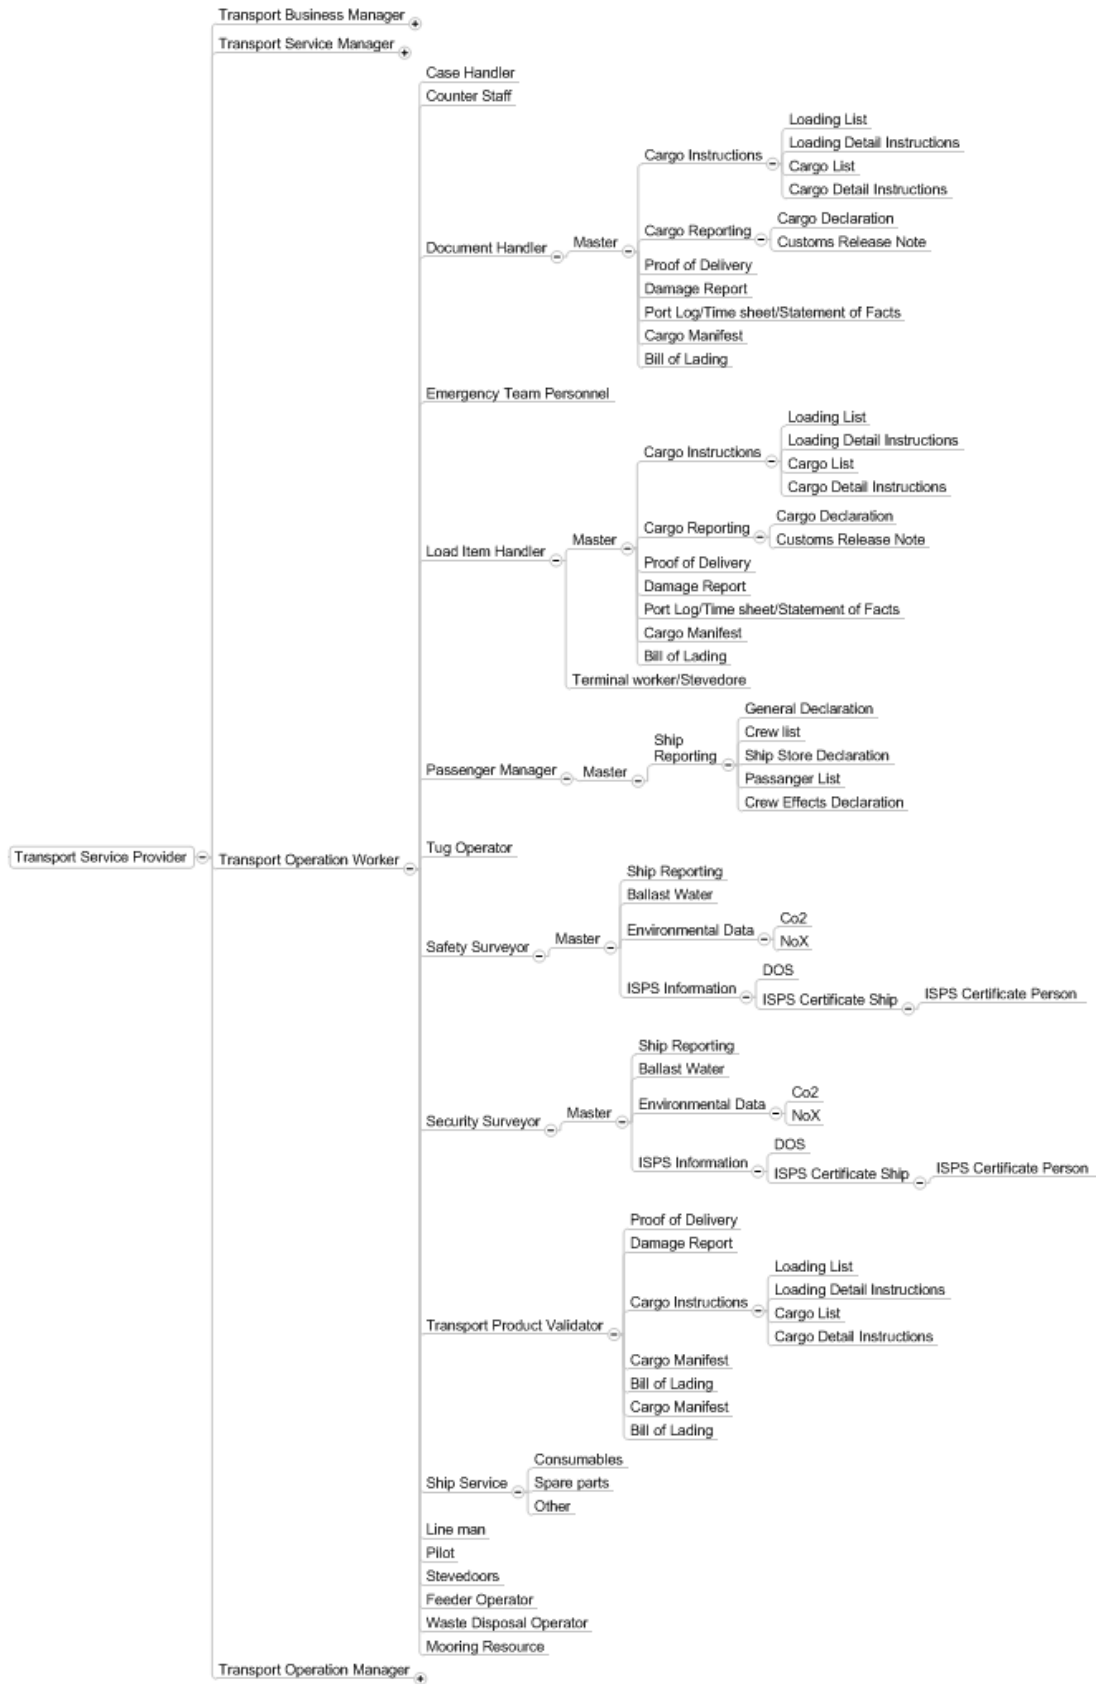 Transport Business Manager
Transport Service Manager
Case Handler
Counter Staff
Loading List
Loading Detail Instructions
Cargo Instructions
Cargo List
Cargo Detail Instructions
Cargo Declaration
Cargo Reporting
Customs Release Note
Document Handler
Master
Proof of Delivery
Damage Report
Port Log/Time sheet/Statement of Facts
Cargo Manifest
Bill of Lading
Emergency Team Personnel
Loading List
Loading Detail Instructions
Cargo Instructions
Cargo List
Cargo Detail Instructions
Cargo Declaration
Cargo Reporting
Customs Release Note
Load Item Handler
Master
Proof of Delivery
Damage Report
Port Log/Time sheet/Statement of Facts
Cargo Manifest
Bill of Lading
Terminal worker/Stevedore
General Declaration
Crew list
Ship
Reporting
Ship Store Declaration
Passenger Manager
Master
Passanger List
Crew Effects Declaration
Tug Operator
Transport Service Provider
Transport Operation Worker
Ship Reporting
Ballast Water
Co2
Environmental Data
NoX
Safety Surveyor
Master
DOS
ISPS Information
ISPS Certificate Ship
ISPS Certificate Person
Ship Reporting
Ballast Water
Co2
Environmental Data
NoX
Security Surveyor
Master
DOS
ISPS Information
ISPS Certificate Ship
ISPS Certificate Person
Proof of Delivery
Damage Report
Loading List
Loading Detail Instructions
Cargo Instructions
Cargo List
Cargo Detail Instructions
Transport Product Validator
Cargo Manifest
Bill of Lading
Cargo Manifest
Bill of Lading
Consumables
Ship Service
Spare parts
Other
Line man
Pilot
Stevedoors
Feeder Operator
Waste Disposal Operator
Mooring Resource
Transport Operation Manager